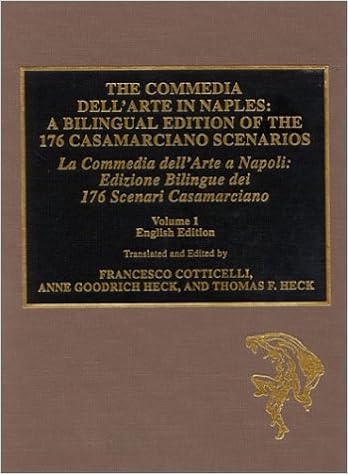 THE COMMEDIA
DELL'ARTE IN NAPLES:
A BILINGUAL EDITION OF THE
176 CASAMARCIANO SCENARIOS
La Commedia dell'Arte a Napoli:
Edizione Bilingue dei
176 Scenari Casamarciano
Volume 1
English Edition
Translated and Edited by
FRANCESCO COTTICELLI,
ANNE GOODRICH HECK, AND THOMAS F. HECK